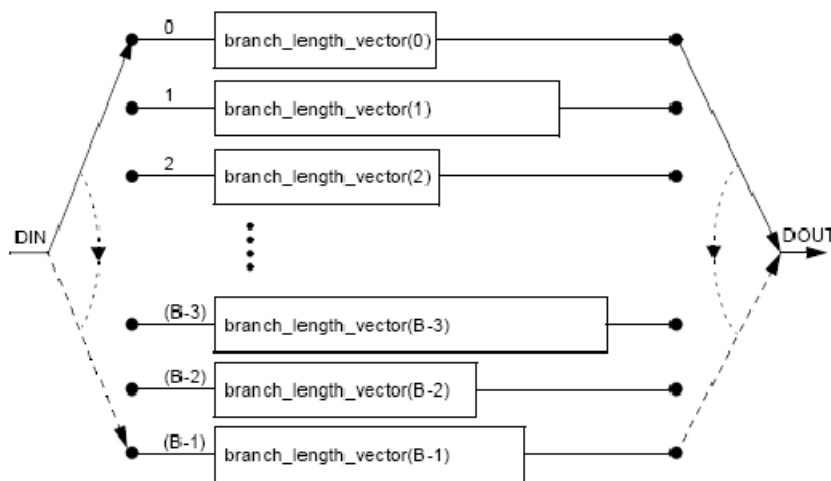 0
branch_length_vector(0)
1
branch_length_vector(1)
2
branch_length_vector(2)
DIN
DOUT
(B-3)
branch_length_vector(B-3)
(B-2)
branch_length_vector(B-2)
(B-1)
branch_length_vector(B-1)